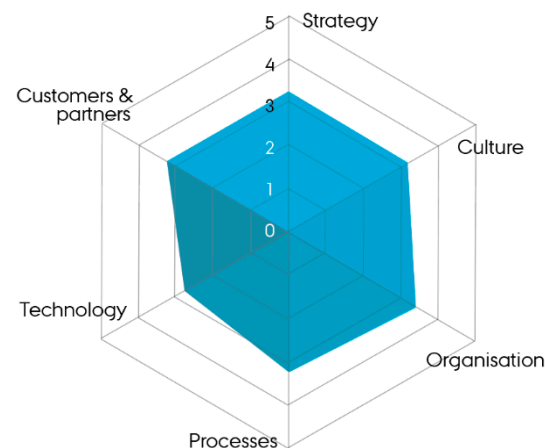 5
Strategy
4
Customers &
partners
3
Culture
2
1
0
Technology
Organisation
Processes